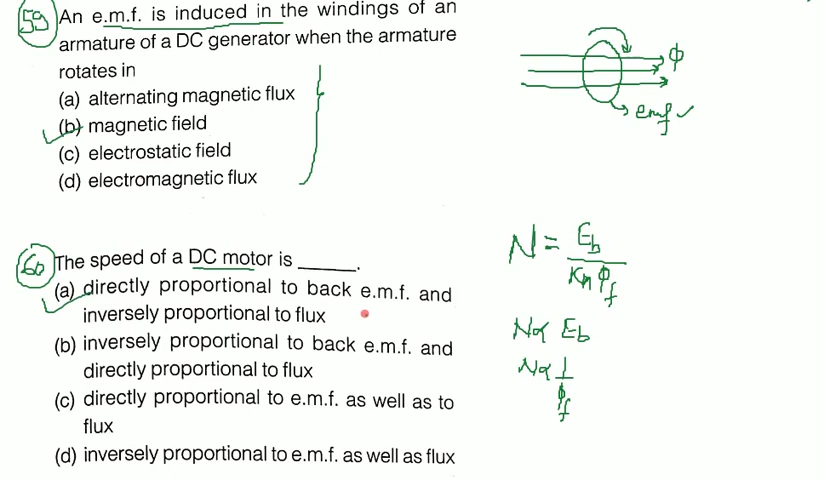 59
An e.m.f. is induced in the windings of an
armature of a DC generator when the armature
rotates in
(a) alternating magnetic flux
(b) magnetic field
(c) electrostatic field
(d) electromagnetic flux
ϕ
emf
60
The speed of a DC motor is ______.
(a) directly proportional to back e.m.f. and
inversely proportional to flux
(b) inversely proportional to back e.m.f. and
directly proportional to flux
(c) directly proportional to e.m.f. as well as to
flux
(d) inversely proportional to e.m.f. as well as flux
N = Eb
Kn ϕf
N∝ Eb
N∝ 1
ϕf